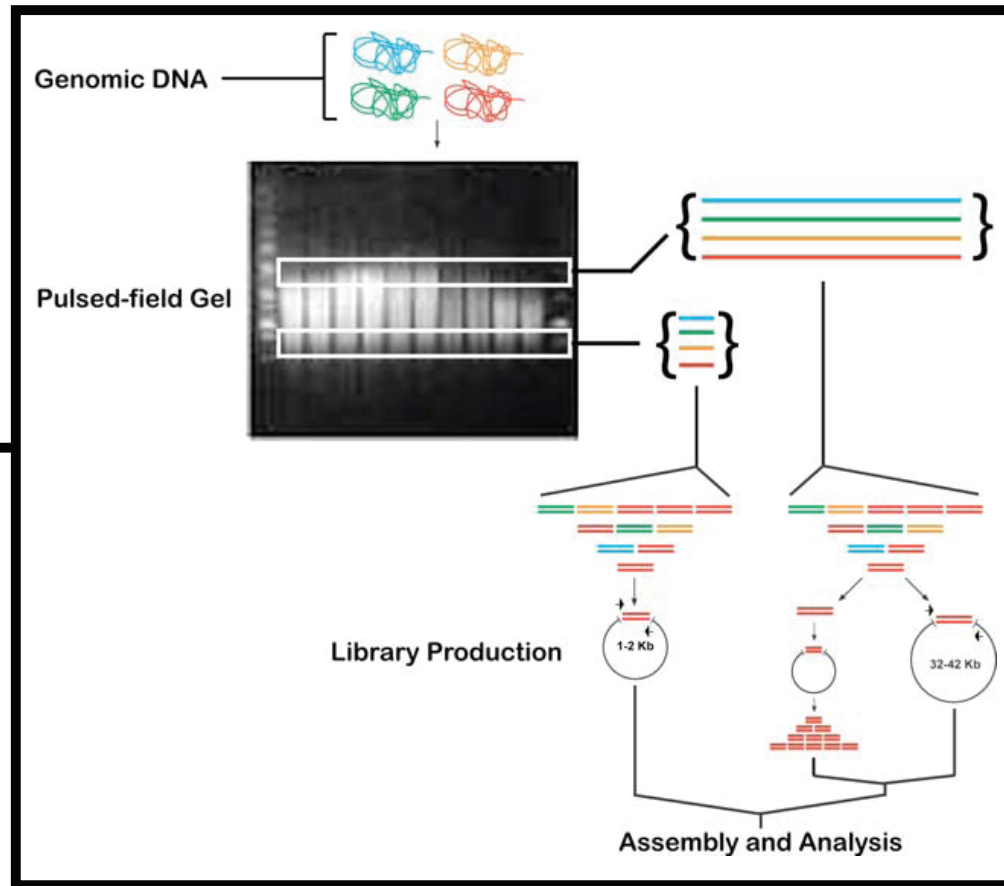 Genomic DNA
Pulsed-field Gel
Library Production
1-2 Kb
32-42 Kb
Assembly and Analysis